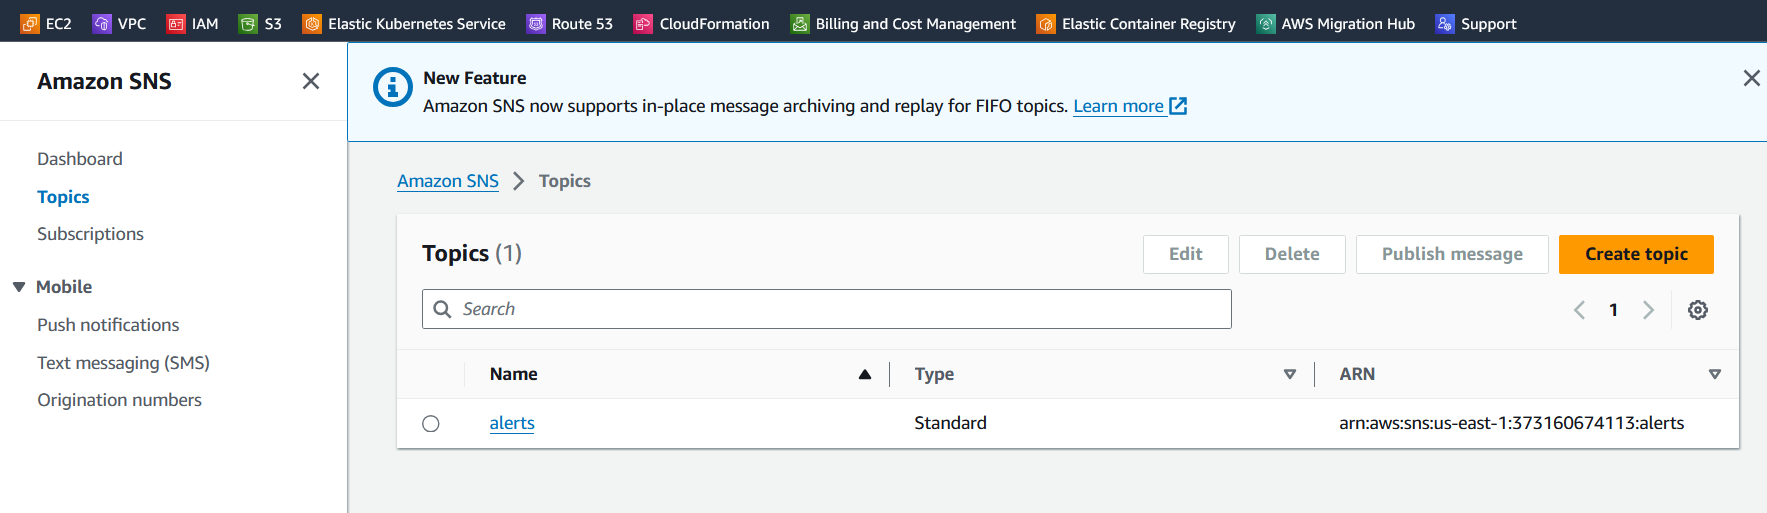 EC2 VPC IAM S3 Elastic Kubernetes Service Route 53 CloudFormation Billing and Cost Management Elastic Container Registry AWS Migration Hub Support
Amazon SNS
Dashboard
Topics
Subscriptions
Mobile
Push notifications
Text messaging (SMS)
Origination numbers
New Feature
Amazon SNS now supports in-place message archiving and replay for FIFO topics. Learn more
Amazon SNS Topics
Topics (1)
Edit Delete Publish message Create topic
Search
1
Name Type ARN
alerts Standard arn:aws:sns:us-east-1:373160674113:alerts